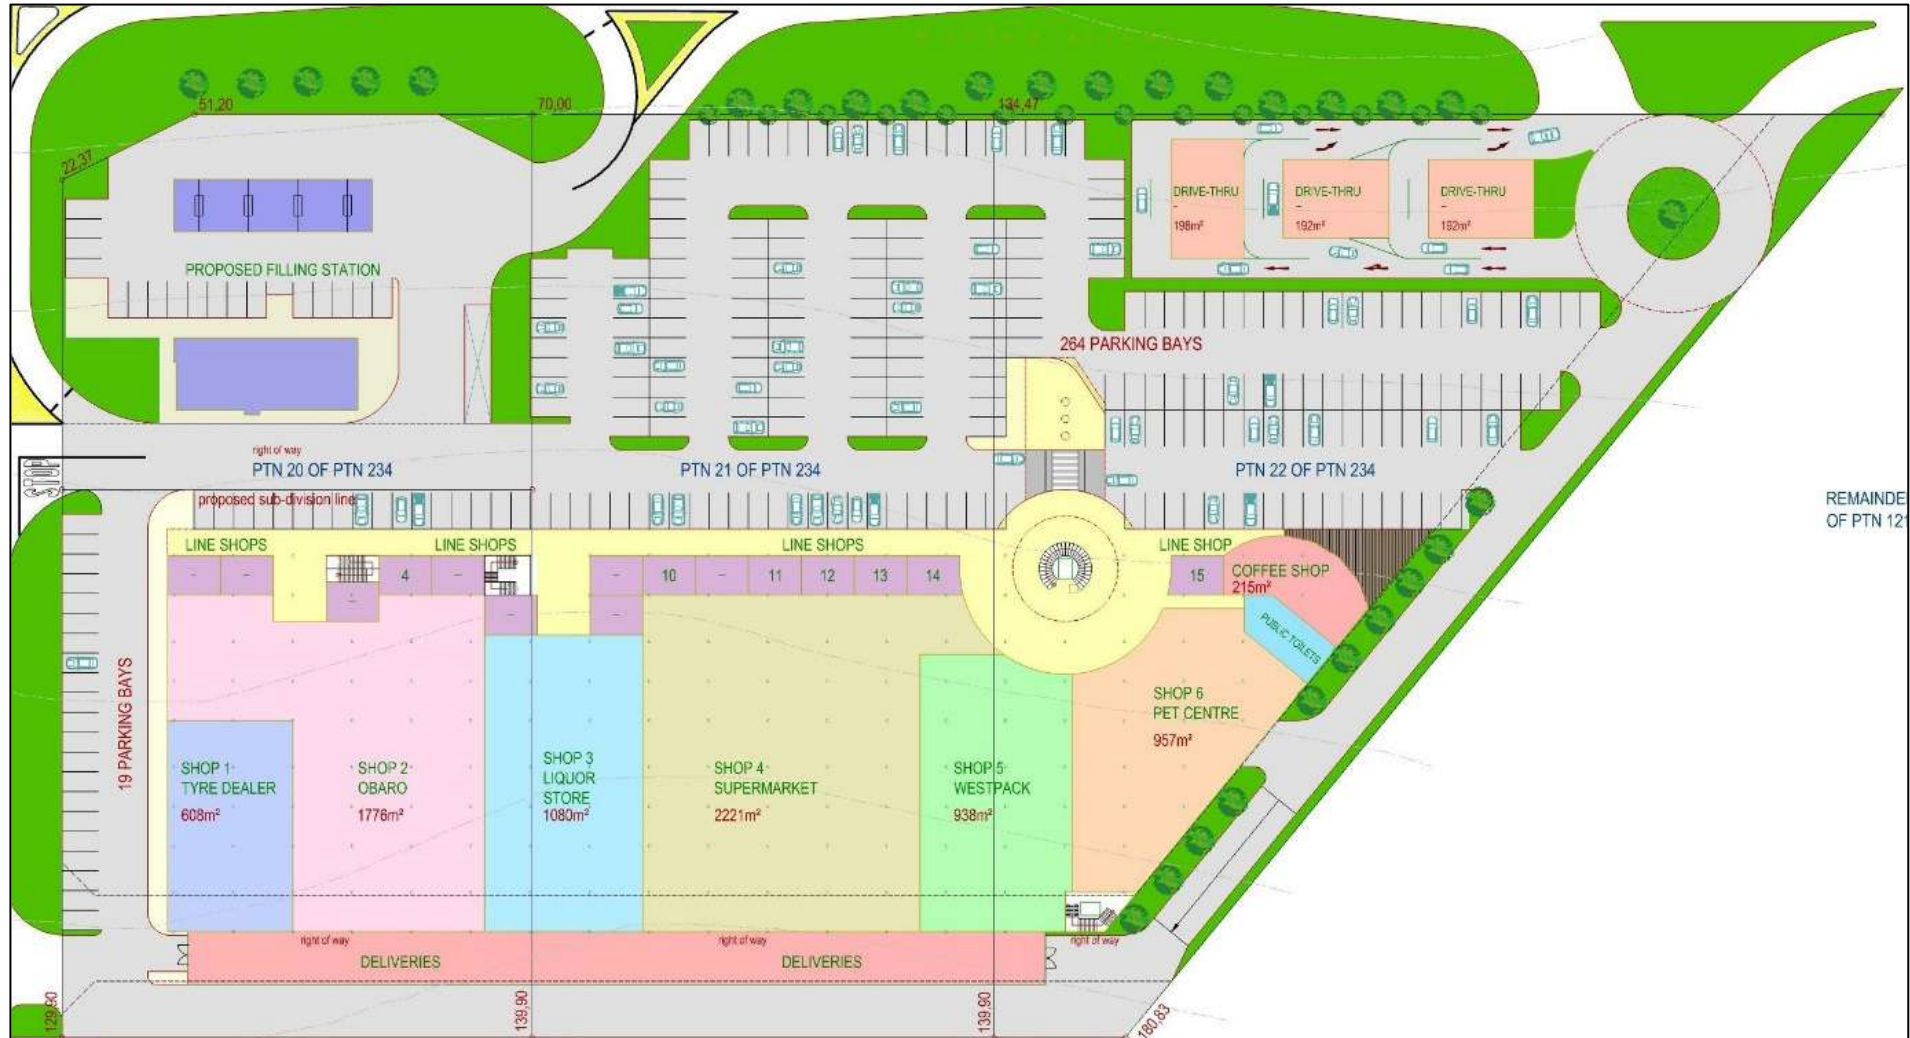 51,20
70,00
134,47
22,37
DRIVE-THRU
–
198m²
DRIVE-THRU
–
192m²
DRIVE-THRU
–
192m²
PROPOSED FILLING STATION
264 PARKING BAYS
right of way
PTN 20 OF PTN 234
PTN 21 OF PTN 234
PTN 22 OF PTN 234
proposed sub-division line
REMAINDE
OF PTN 121
LINE SHOPS
LINE SHOPS
LINE SHOPS
LINE SHOP
4
10
11
12
13
14
15
COFFEE SHOP
215m²
PUBLIC TOILETS
19 PARKING BAYS
SHOP 1
TYRE DEALER
608m²
SHOP 2
OBARO
1776m²
SHOP 3
LIQUOR
STORE
1080m²
SHOP 4
SUPERMARKET
2221m²
SHOP 5
WESTPACK
938m²
SHOP 6
PET CENTRE
957m²
right of way
right of way
right of way
DELIVERIES
DELIVERIES
129,90
139,90
139,90
180,83